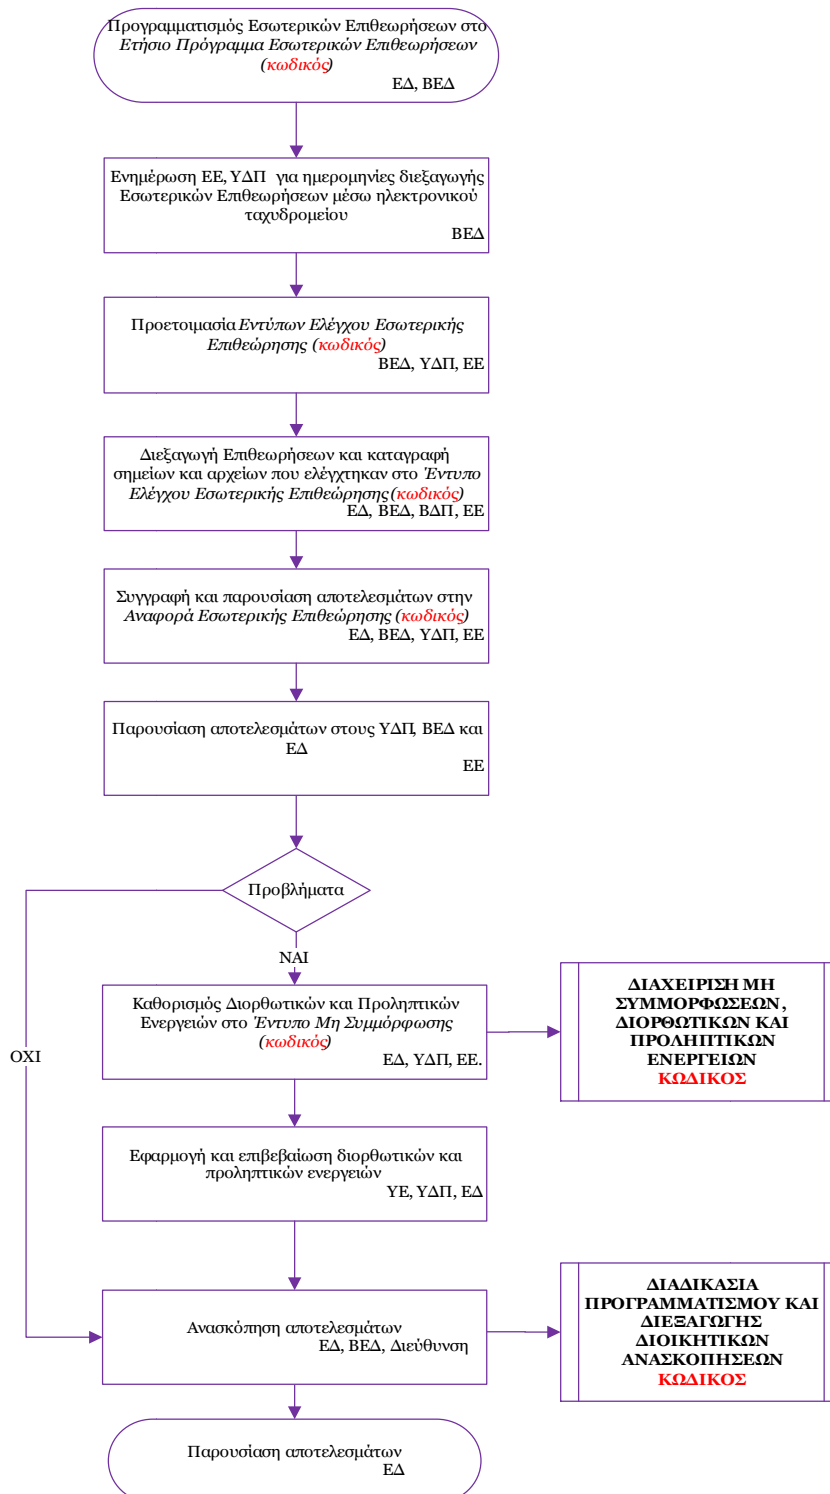 Προγραμματισμός Εσωτερικών Επιθεωρήσεων στο
Ετήσιο Πρόγραμμα Εσωτερικών Επιθεωρήσεων
(κωδικός)
ΕΔ, ΒΕΔ
Ενημέρωση ΕΕ, ΥΔΠ για ημερομηνίες διεξαγωγής
Εσωτερικών Επιθεωρήσεων μέσω ηλεκτρονικού
ταχυδρομείου
ΒΕΔ
Προετοιμασία Εντύπων Ελέγχου Εσωτερικής
Επιθεώρησης (κωδικός)
ΒΕΔ, ΥΔΠ, ΕΕ
Διεξαγωγή Επιθεωρήσεων και καταγραφή
σημείων και αρχείων που ελέγχτηκαν στο Έντυπο
Ελέγχου Εσωτερικής Επιθεώρησης (κωδικός)
ΕΔ, ΒΕΔ, ΒΔΠ, ΕΕ
Συγγραφή και παρουσίαση αποτελεσμάτων στην
Αναφορά Εσωτερικής Επιθεώρησης (κωδικός)
ΕΔ, ΒΕΔ, ΥΔΠ, ΕΕ
Παρουσίαση αποτελεσμάτων στους ΥΔΠ, ΒΕΔ και
ΕΔ
ΕΕ
Προβλήματα
ΝΑΙ
ΟΧΙ
Καθορισμός Διορθωτικών και Προληπτικών
Ενεργειών στο Έντυπο Μη Συμμόρφωσης
(κωδικός)
ΕΔ, ΥΔΠ, ΕΕ.
ΔΙΑΧΕΙΡΙΣΗ ΜΗ
ΣΥΜΜΟΡΦΩΣΕΩΝ,
ΔΙΟΡΘΩΤΙΚΩΝ ΚΑΙ
ΠΡΟΛΗΠΤΙΚΩΝ
ΕΝΕΡΓΕΙΩΝ
ΚΩΔΙΚΟΣ
Εφαρμογή και επιβεβαίωση διορθωτικών και
προληπτικών ενεργειών
ΥΕ, ΥΔΠ, ΕΔ
Ανασκόπηση αποτελεσμάτων
ΕΔ, ΒΕΔ, Διεύθυνση
ΔΙΑΔΙΚΑΣΙΑ
ΠΡΟΓΡΑΜΜΑΤΙΣΜΟΥ ΚΑΙ
ΔΙΕΞΑΓΩΓΗΣ
ΔΙΟΙΚΗΤΙΚΩΝ
ΑΝΑΣΚΟΠΗΣΕΩΝ
ΚΩΔΙΚΟΣ
Παρουσίαση αποτελεσμάτων
ΕΔ